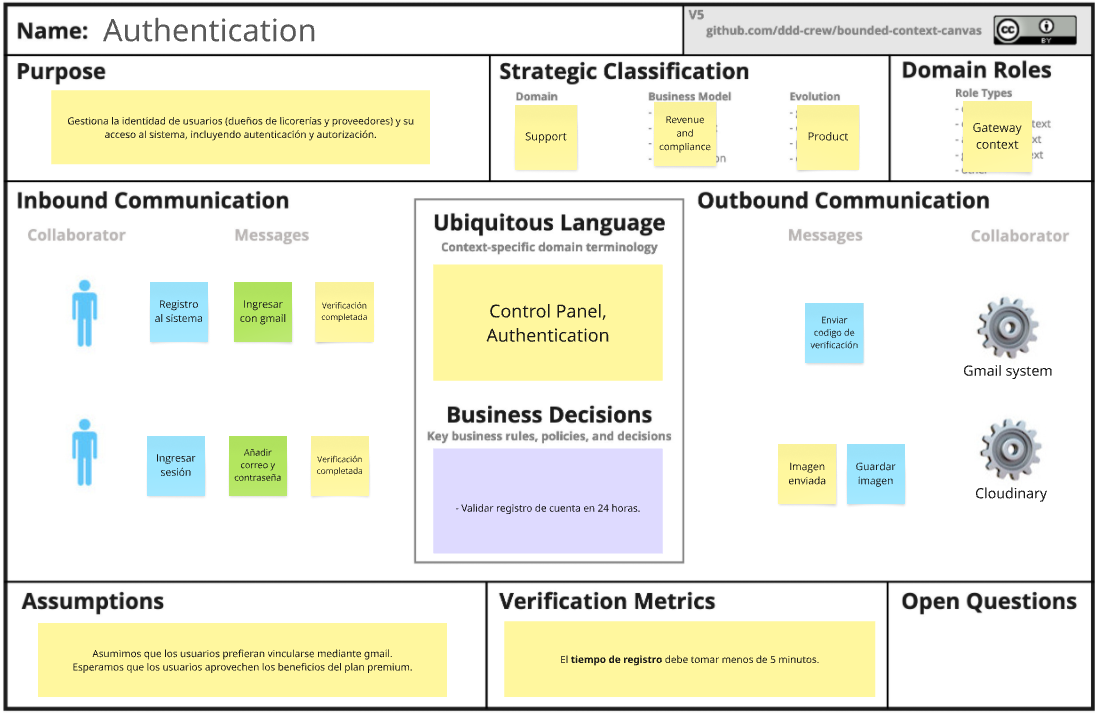 Name: Authentication
V5
github.com/ddd-crew/bounded-context-canvas
cc
BY
Purpose
Gestiona la identidad de usuarios (dueños de licorerías y proveedores) y su
acceso al sistema, incluyendo autenticación y autorización.
Strategic Classification
Domain
Support
Business Model
Revenue
and
compliance
Evolution
Product
Domain Roles
Role Types
Gateway
context
Inbound Communication
Collaborator
Messages
Registro
al sistema
Ingresar
con gmail
Verificación
completada
Ingresar
sesión
Añadir
correo y
contraseña
Verificación
completada
Ubiquitous Language
Context-specific domain terminology
Control Panel,
Authentication
Business Decisions
Key business rules, policies, and decisions
- Validar registro de cuenta en 24 horas.
Outbound Communication
Messages
Collaborator
Enviar
codigo de
verificación
Gmail system
Imagen
enviada
Guardar
imagen
Cloudinary
Assumptions
Asumimos que los usuarios prefieran vincularse mediante gmail.
Esperamos que los usuarios aprovechen los beneficios del plan premium.
Verification Metrics
El tiempo de registro debe tomar menos de 5 minutos.
Open Questions